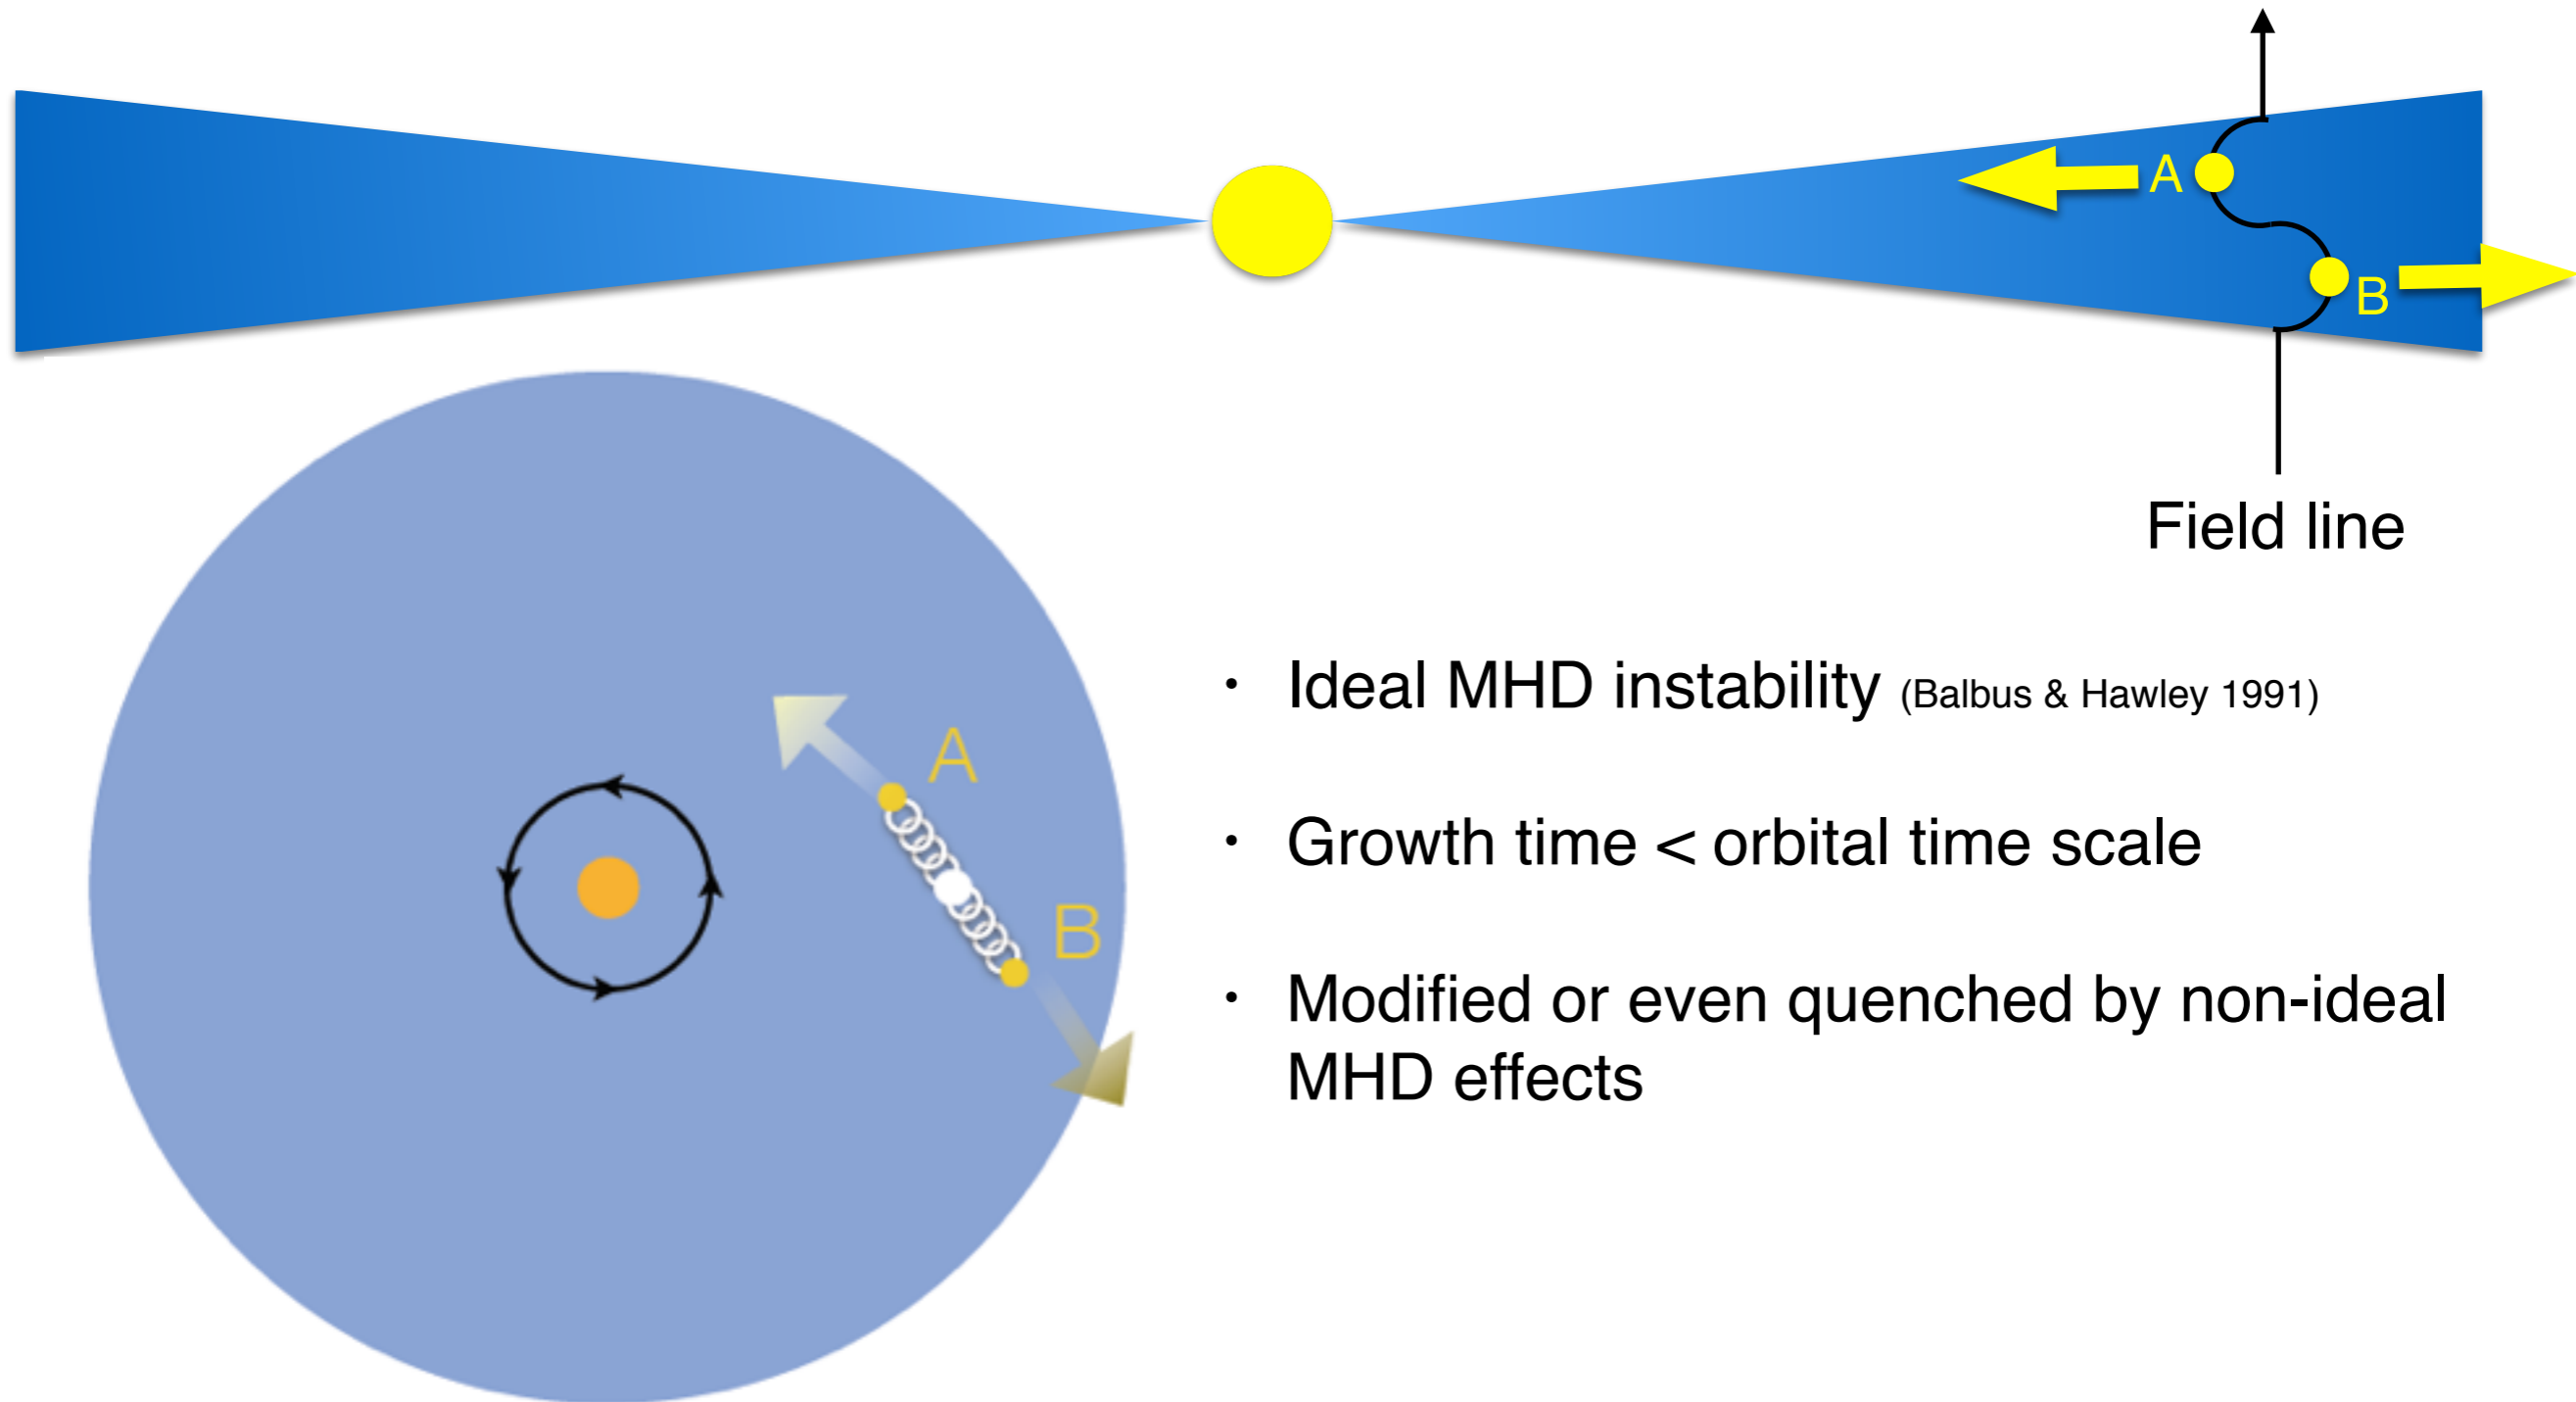 A
B
Field line
A
B
· Ideal MHD instability (Balbus & Hawley 1991)
· Growth time < orbital time scale
· Modified or even quenched by non-ideal
MHD effects